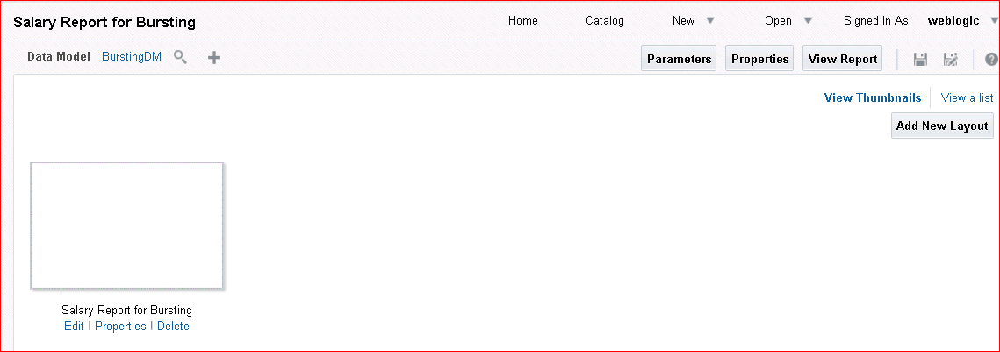 Salary Report for Bursting Home Catalog New Open Signed In As weblogic
Data Model BurstingDM Parameters Properties View Report ?
View Thumbnails View a list
Add New Layout
Salary Report for Bursting
Edit | Properties | Delete